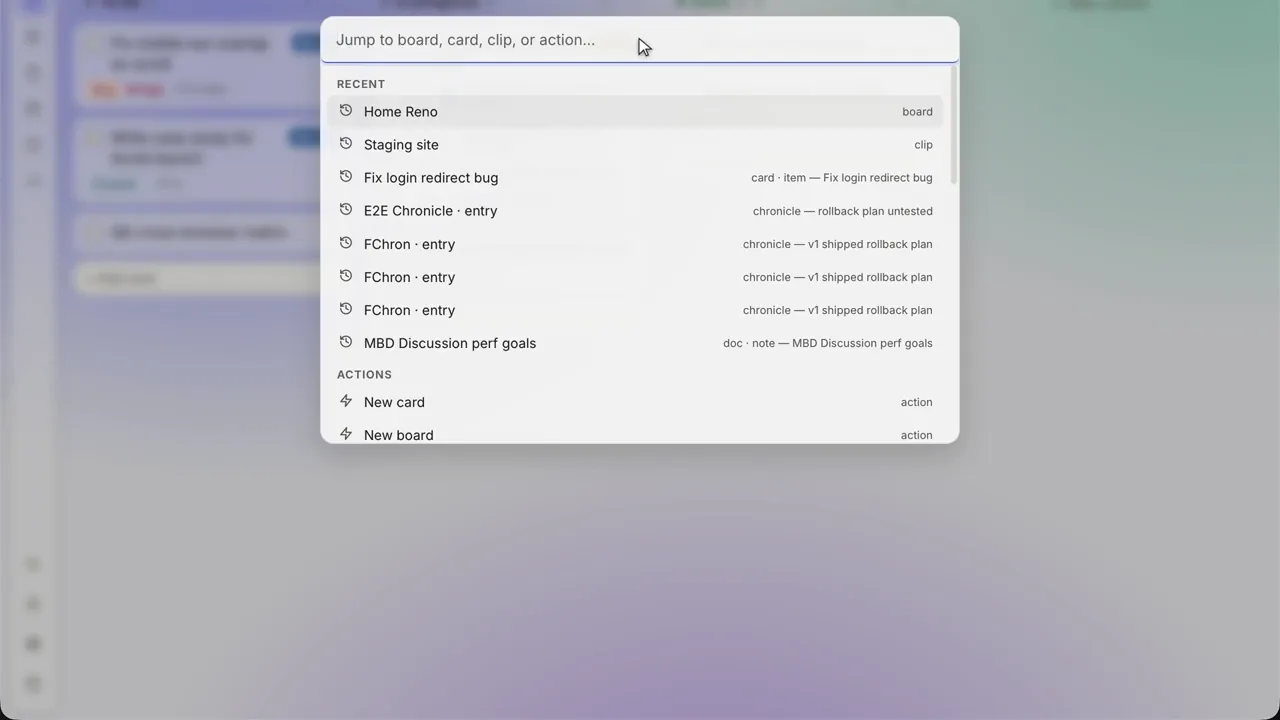 Jump to board, card, clip, or action...
RECENT
Home Reno board
Staging site clip
Fix login redirect bug card · item — Fix login redirect bug
E2E Chronicle · entry chronicle — rollback plan untested
FChron · entry chronicle — v1 shipped rollback plan
FChron · entry chronicle — v1 shipped rollback plan
FChron · entry chronicle — v1 shipped rollback plan
MBD Discussion perf goals doc · note — MBD Discussion perf goals
ACTIONS
New card action
New board action